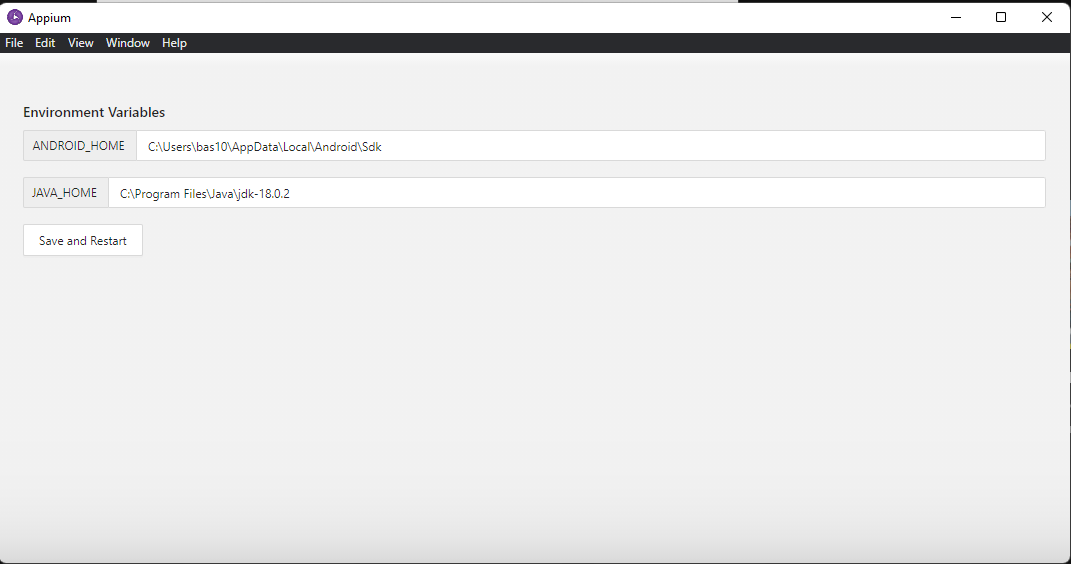 Appium
File Edit View Window Help
Environment Variables
ANDROID_HOME C:\Users\bas10\AppData\Local\Android\Sdk
JAVA_HOME C:\Program Files\Java\jdk-18.0.2
Save and Restart